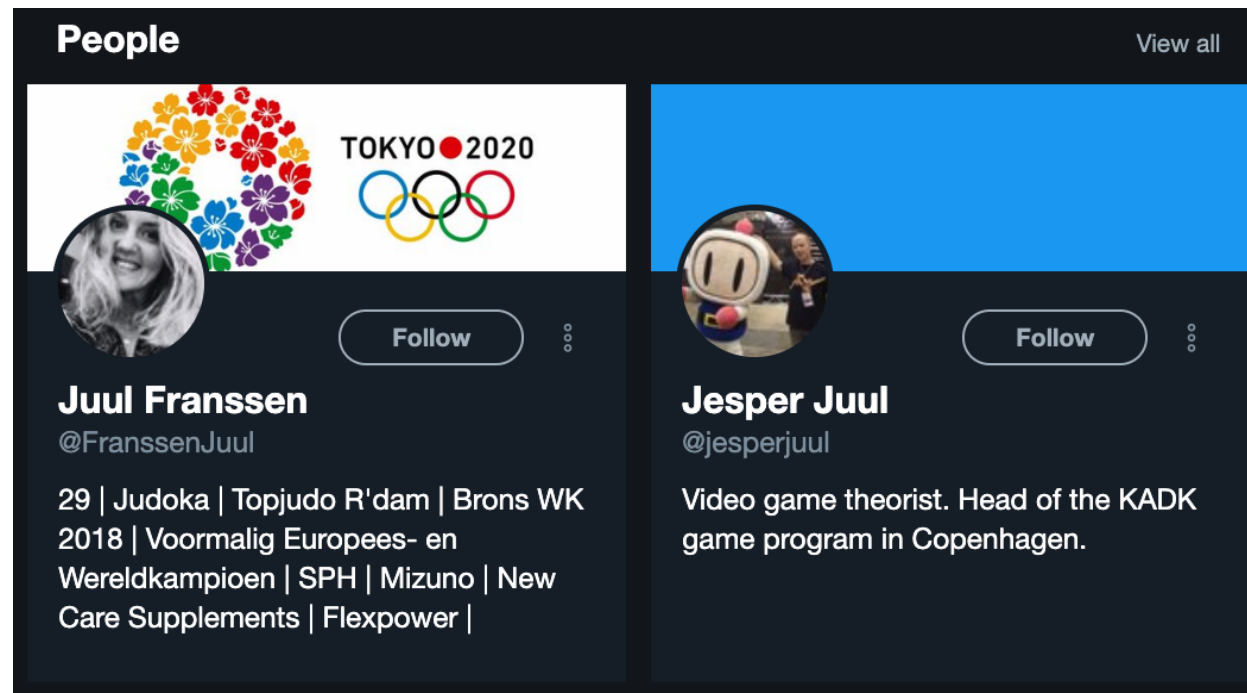 People
View all
TOKYO 2020
Follow
Juul Franssen
@FranssenJuul
29 | Judoka | Topjudo R'dam | Brons WK
2018 | Voormalig Europees- en
Wereldkampioen | SPH | Mizuno | New
Care Supplements | Flexpower |
Follow
Jesper Juul
@jesperjuul
Video game theorist. Head of the KADK
game program in Copenhagen.